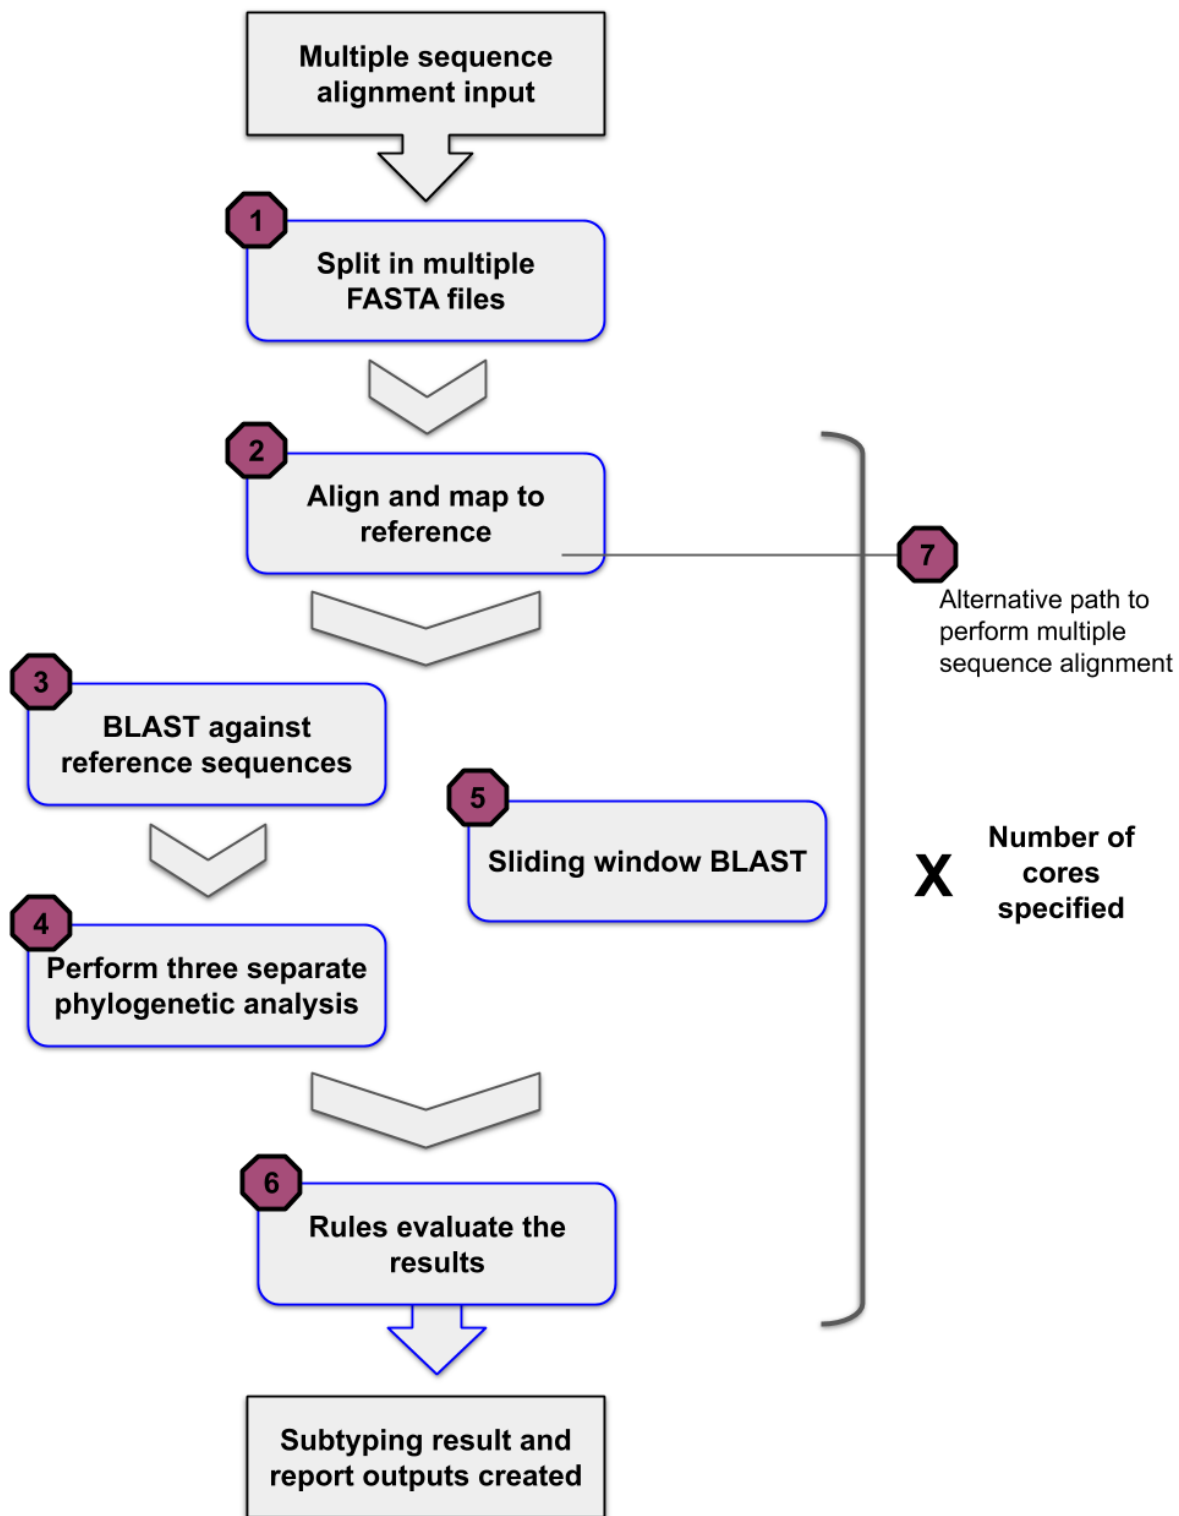 Multiple sequence
alignment input
1
Split in multiple
FASTA files
2
Align and map to
reference
7
Alternative path to
perform multiple
sequence alignment
3
BLAST against
reference sequences
5
Sliding window BLAST
X
Number of
cores
specified
4
Perform three separate
phylogenetic analysis
6
Rules evaluate the
results
Subtyping result and
report outputs created